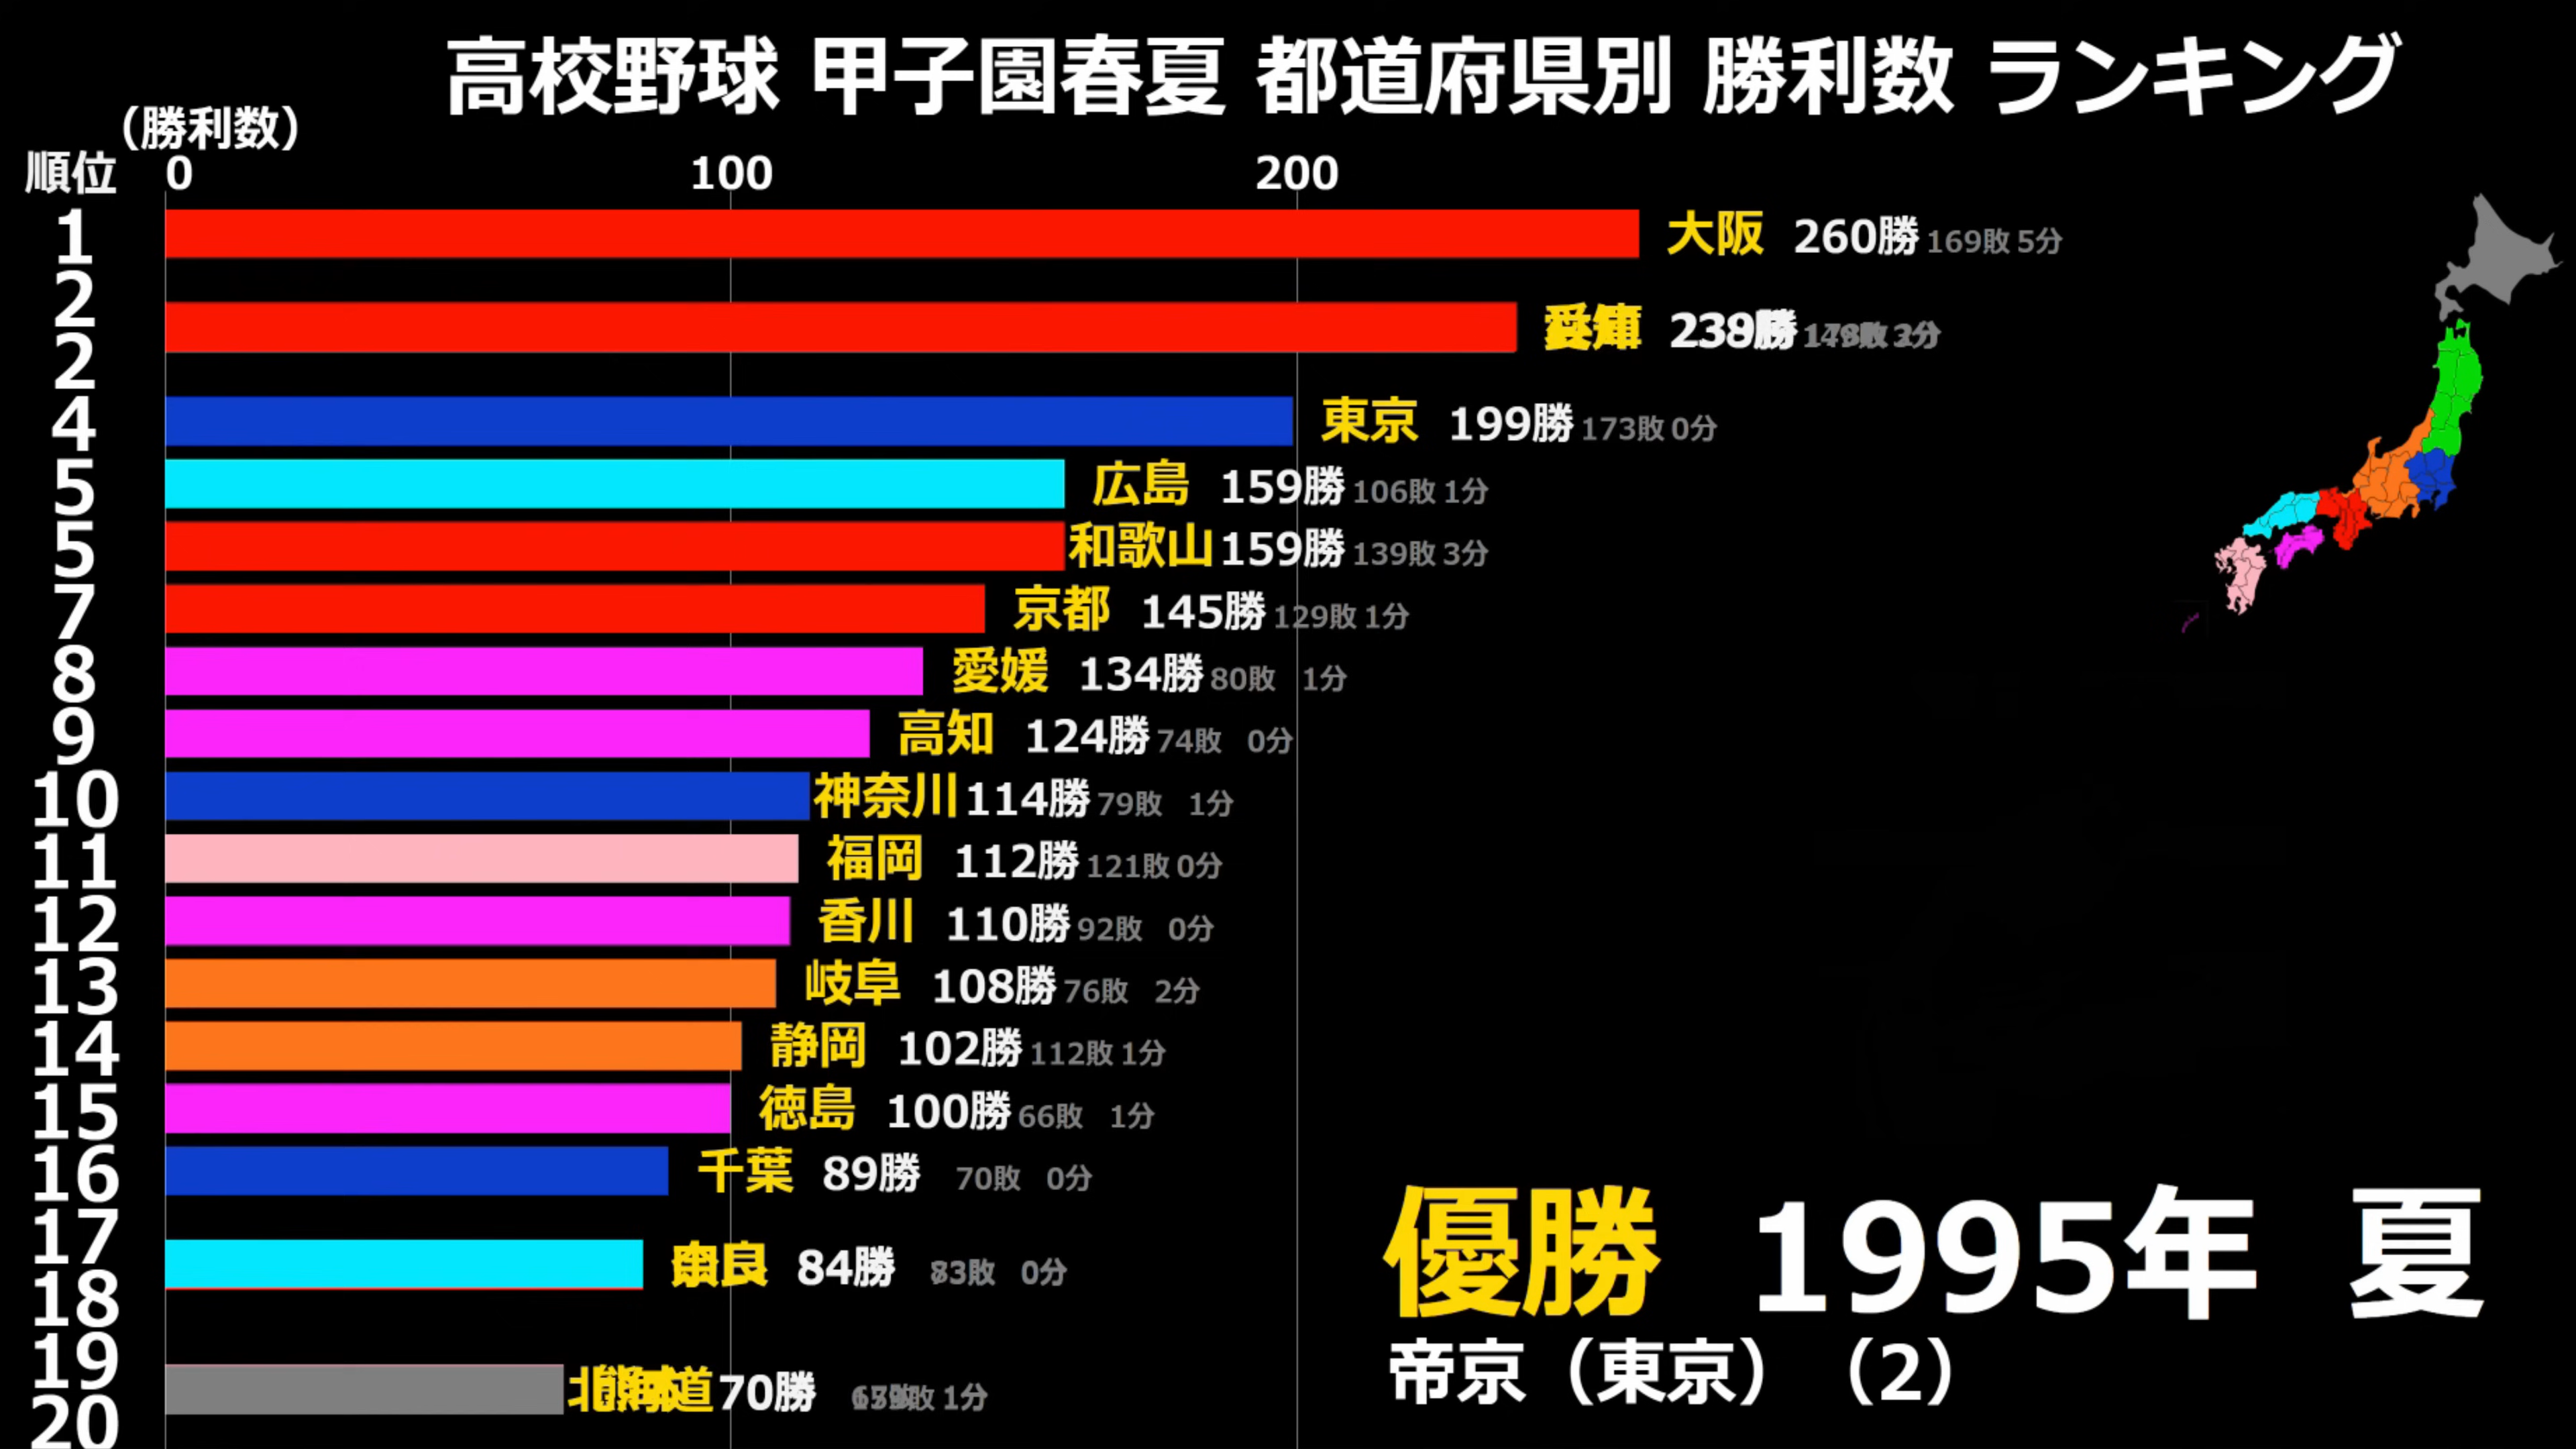 高校野球 甲子園春夏 都道府県別 勝利数 ランキング
(勝利数)
順位 0 100 200
1 大阪 260勝 169敗 5分
2
2
4 東京 199勝 173敗 0分
5 広島 159勝 106敗 1分
5 和歌山 159勝 139敗 3分
7 京都 145勝 129敗 1分
8 愛媛 134勝 80敗 1分
9 高知 124勝 74敗 0分
10 神奈川 114勝 79敗 1分
11 福岡 112勝 121敗 0分
12 香川 110勝 92敗 0分
13 岐阜 108勝 76敗 2分
14 静岡 102勝 112敗 1分
15 徳島 100勝 66敗 1分
16 千葉 89勝 70敗 0分
17
84勝 0分
18
19
70勝 1分
20
優勝 1995年 夏
帝京（東京）（2）